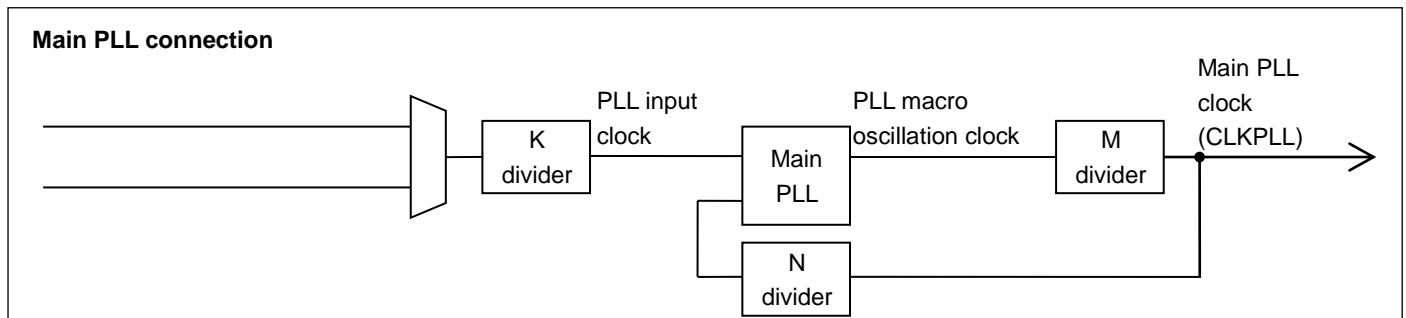 Main PLL connection
PLL input
clock
PLL macro
oscillation clock
Main PLL
clock
(CLKPLL)
K
divider
Main
PLL
M
divider
N
divider